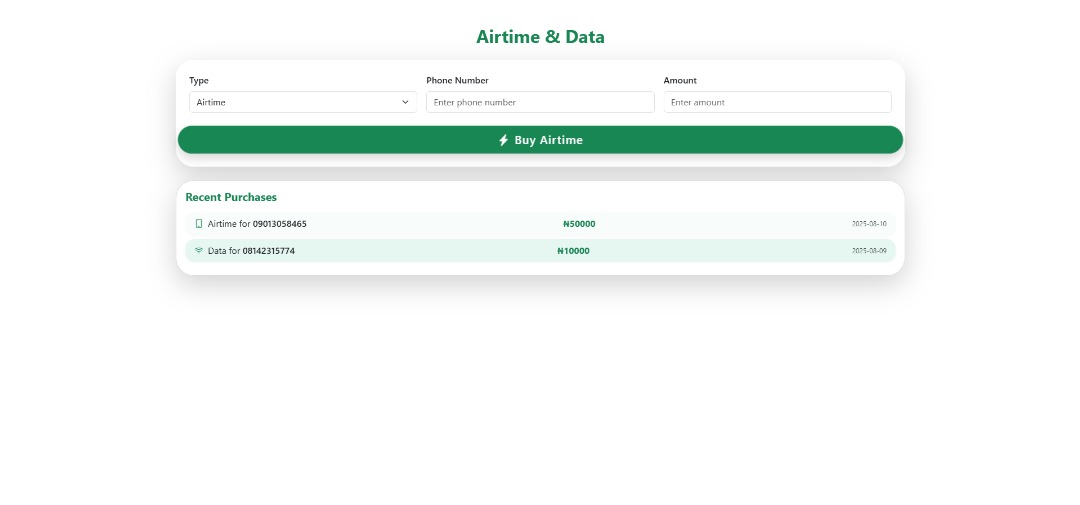 Airtime & Data
Type Phone Number Amount
Airtime Enter phone number Enter amount
Buy Airtime
Recent Purchases
Airtime for 09013058465 ₦50000 2025-08-10
Data for 08142315774 ₦10000 2025-08-09